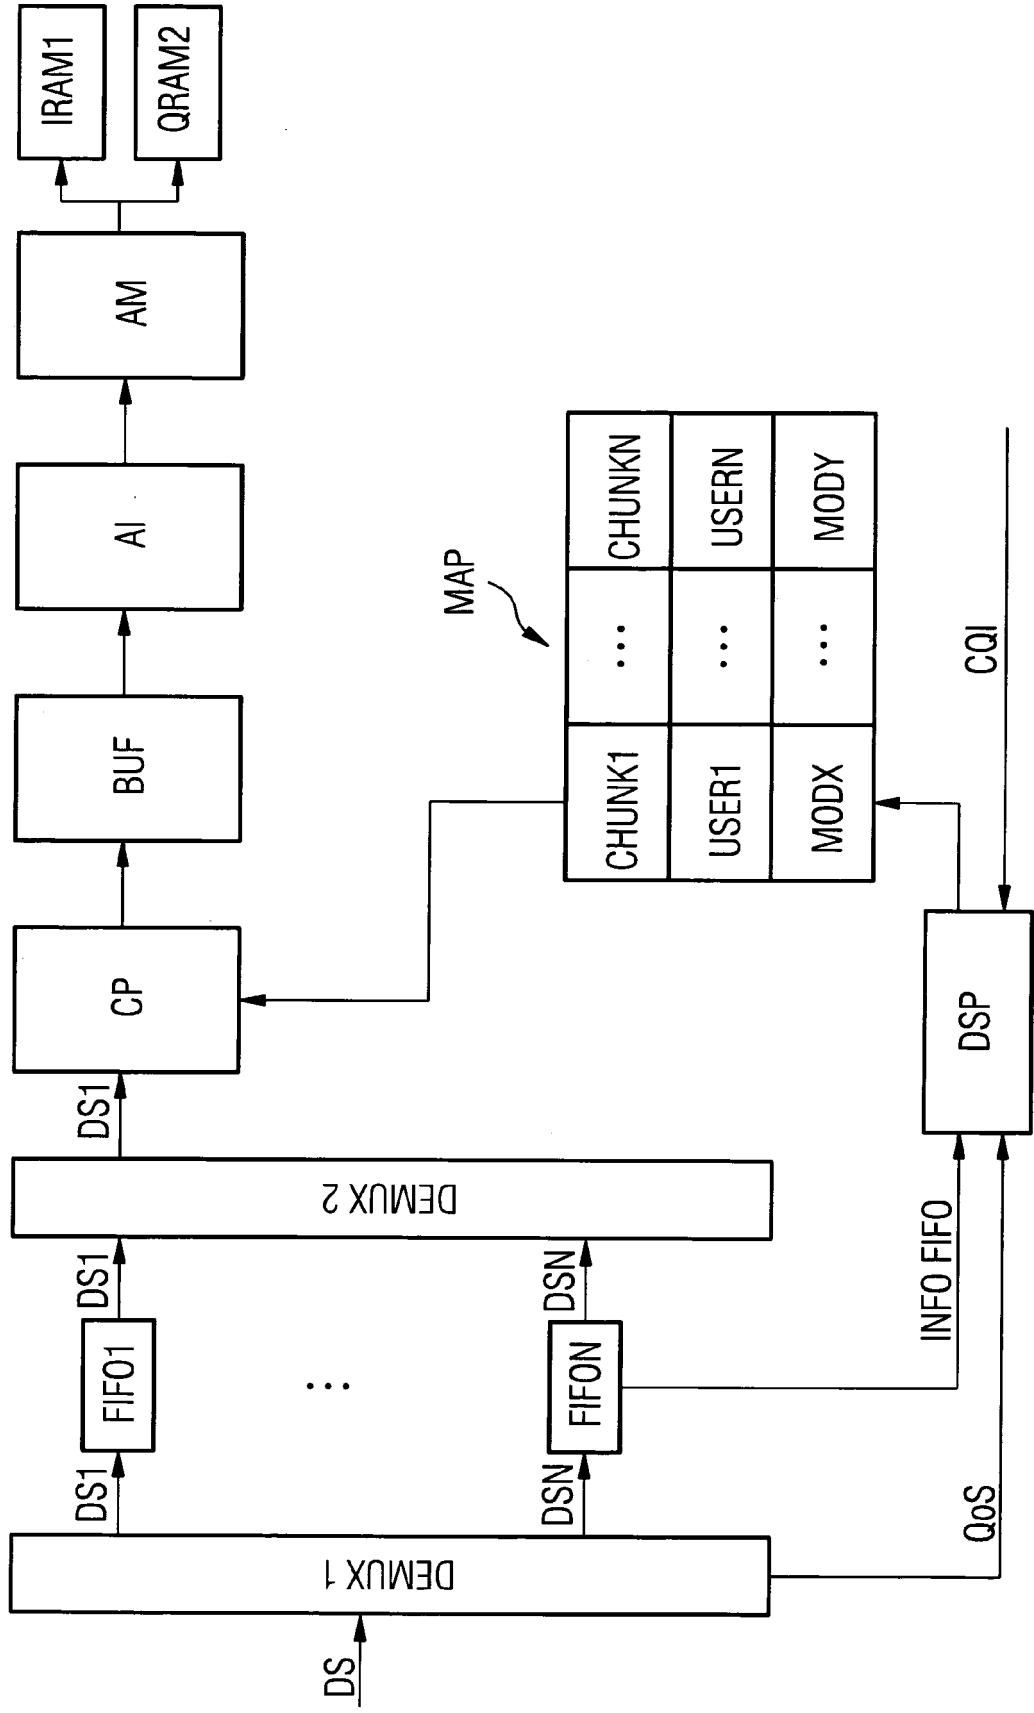 DS
DEMUX 1
DS1
DSN
FIFO1
...
FIFON
DS1
DSN
DEMUX 2
DS1
CP
BUF
AI
AM
IRAM1
QRAM2
MAP
CHUNK1 ... CHUNKN
USER1 ... USERN
MODX ... MODY
QoS
INFO FIFO
DSP
CQI